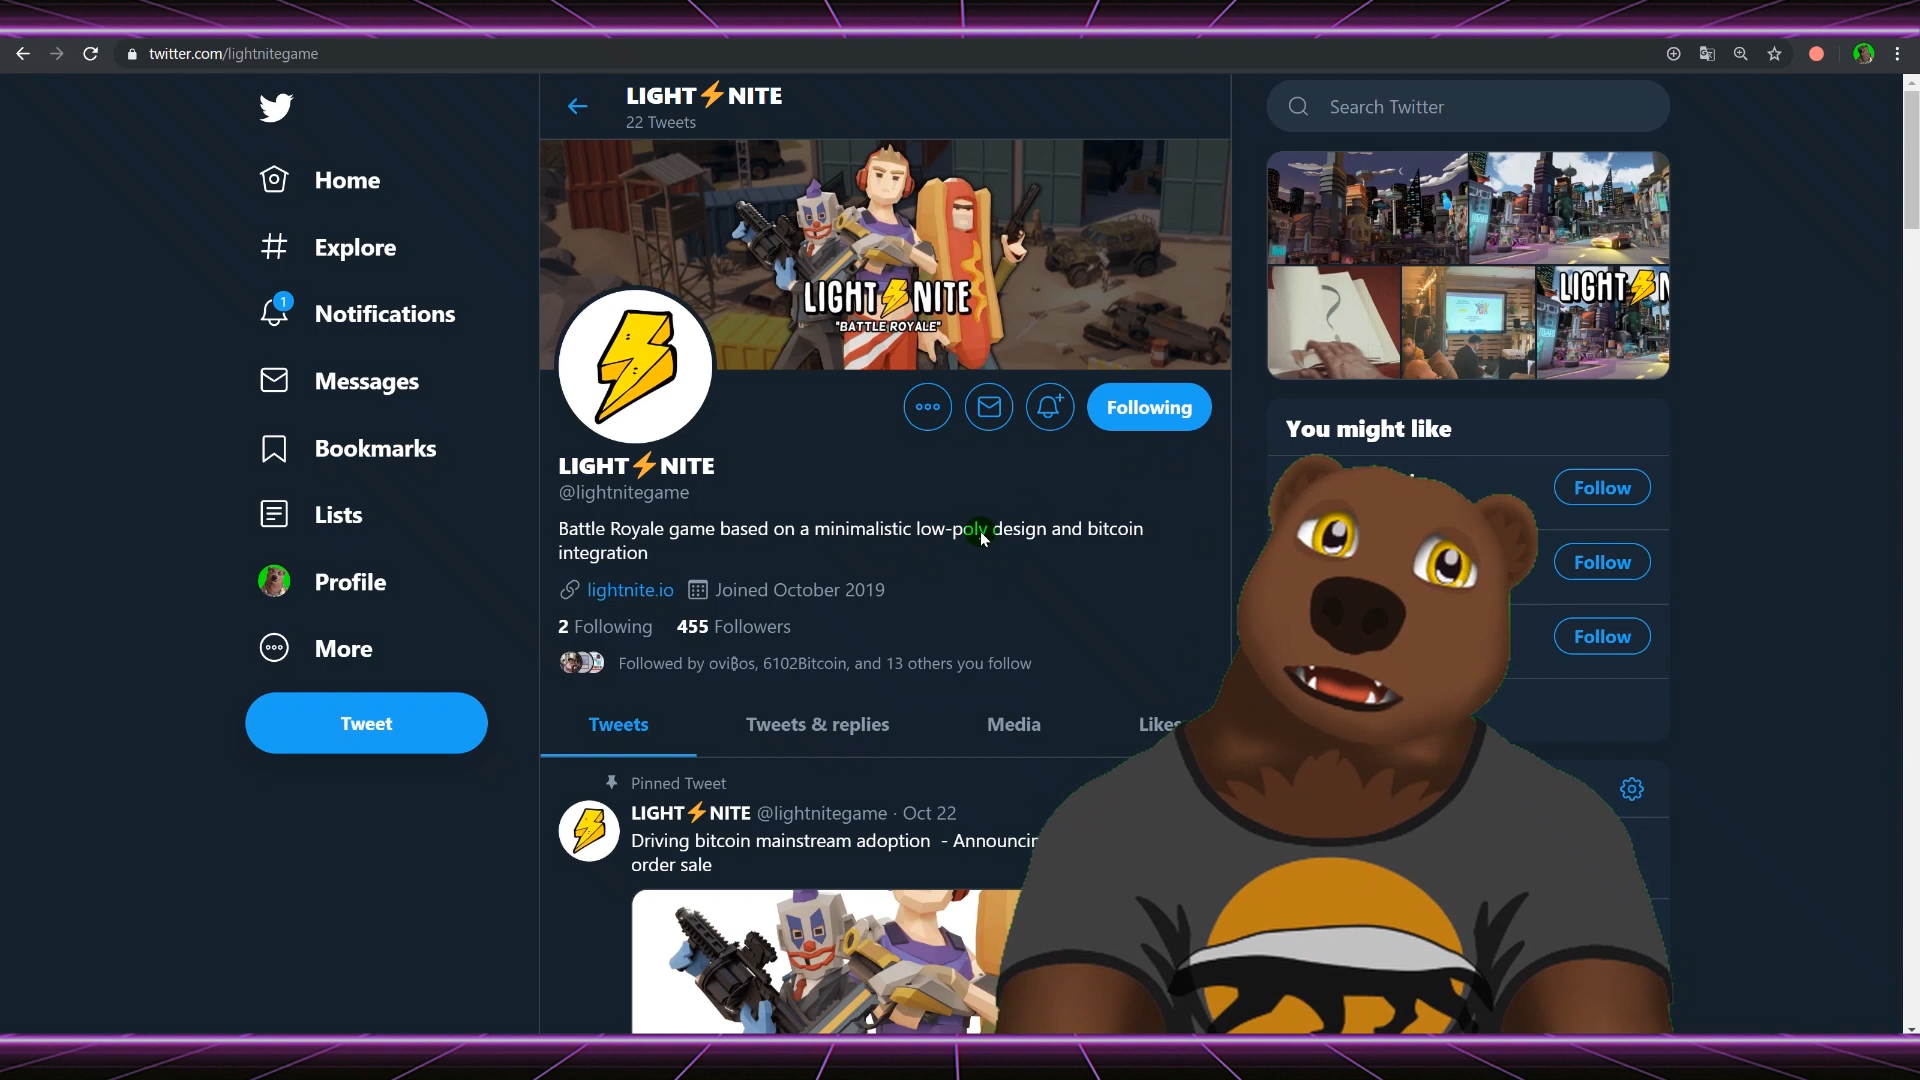 twitter.com/lightnitegame
LIGHT⚡NITE
22 Tweets
Search Twitter
Home
Explore
1
Notifications
Messages
Bookmarks
Lists
Profile
More
Tweet
LIGHT⚡NITE
"BATTLE ROYALE"
LIGHT⚡N
Following
You might like
Follow
Follow
Follow
LIGHT⚡NITE
@lightnitegame
Battle Royale game based on a minimalistic low-poly design and bitcoin
integration
lightnite.io Joined October 2019
2 Following 455 Followers
Followed by oviβos, 6102Bitcoin, and 13 others you follow
Tweets Tweets & replies Media Likes
Pinned Tweet
LIGHT⚡NITE @lightnitegame · Oct 22
Driving bitcoin mainstream adoption - Announcin
order sale